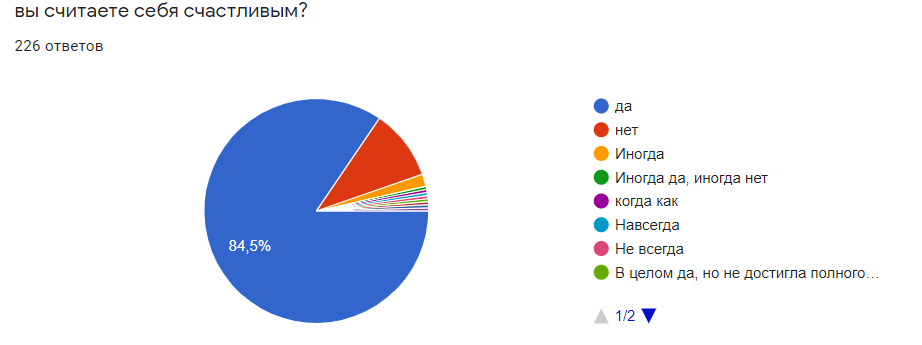 вы считаете себя счастливым?
226 ответов
84,5%
да
нет
Иногда
Иногда да, иногда нет
когда как
Навсегда
Не всегда
В целом да, но не достигла полного…
1/2